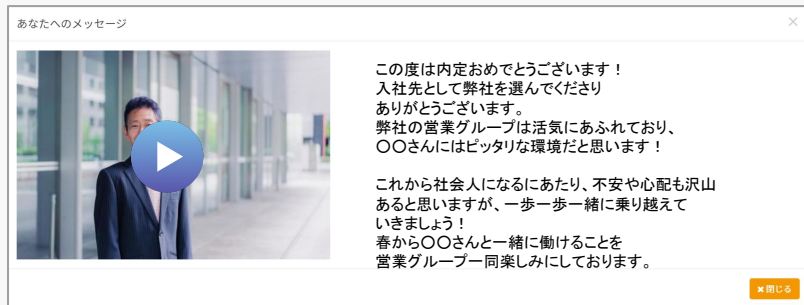 あなたへのメッセージ
×
この度は内定おめでとうございます！
入社先として弊社を選んでくださり
ありがとうございます。
弊社の営業グループは活気にあふれており、
〇〇さんにはピッタリな環境だと思います！
これから社会人になるにあたり、不安や心配も沢山
あると思いますが、一歩一歩一緒に乗り越えて
いきましょう！
春から〇〇さんと一緒に働けることを
営業グループ一同楽しみにしております。
×閉じる